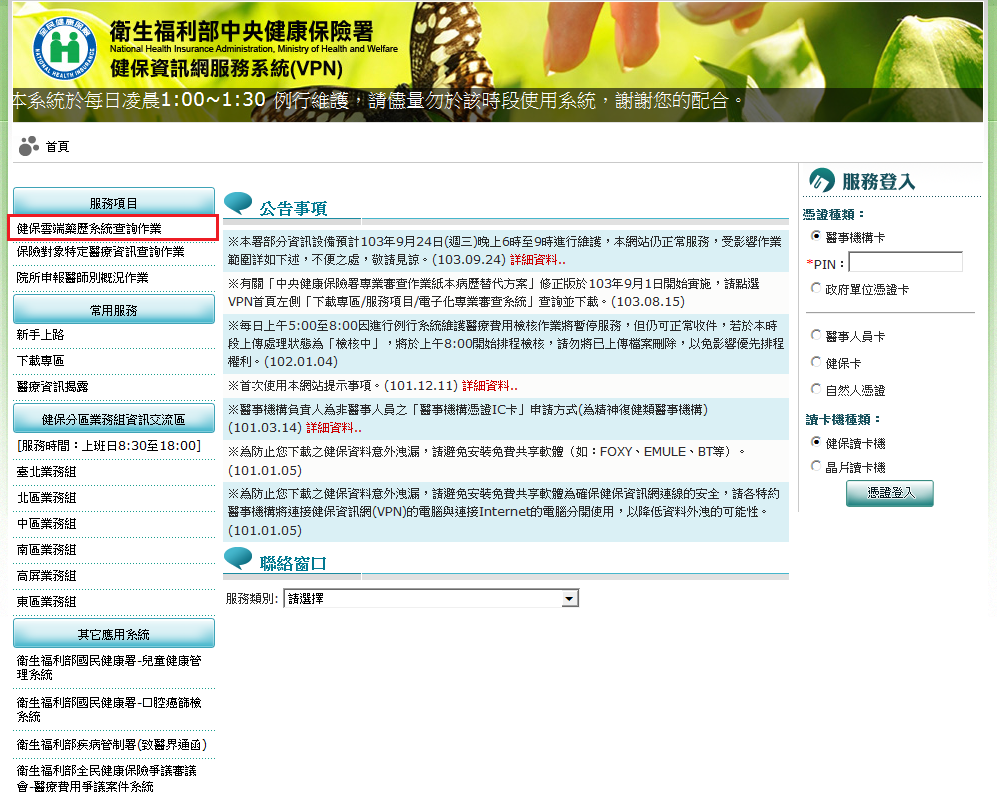 衛生福利部中央健康保險署
National Health Insurance Administration, Ministry of Health and Welfare
健保資訊網服務系統(VPN)
全民健康保險
NATIONAL HEALTH INSURANCE
本系統於每日凌晨1:00~1:30 例行維護，請儘量勿於該時段使用系統，謝謝您的配合。
首頁
服務項目
健保雲端藥歷系統查詢作業
保險對象特定醫療資訊查詢作業
院所申報醫師別概況作業
常用服務
新手上路
下載專區
醫療資訊揭露
健保分區業務組資訊交流區
[服務時間：上班日8:30至18:00]
臺北業務組
北區業務組
中區業務組
南區業務組
高屏業務組
東區業務組
其它應用系統
衛生福利部國民健康署-兒童健康管
理系統
衛生福利部國民健康署-口腔癌篩檢
系統
衛生福利部疾病管制署(致醫界通函)
衛生福利部全民健康保險爭議審議
會-醫療費用爭議案件系統
公告事項
※本署部分資訊設備預計103年9月24日(週三)晚上6時至9時進行維護，本網站仍正常服務，受影響作業
範圍詳如下述，不便之處，敬請見諒。(103.09.24) 詳細資料..
※有關「中央健康保險署專業審查作業紙本病歷替代方案」修正版於103年9月1日開始實施，請點選
VPN首頁左側「下載專區/服務項目/電子化專業審查系統」查詢並下載。(103.08.15)
※每日上午5:00至8:00因進行例行系統維護醫療費用檢核作業將暫停服務，但仍可正常收件，若於本時
段上傳處理狀態為「檢核中」，將於上午8:00開始排程檢核，請勿將已上傳檔案刪除，以免影響優先排程
權利。(102.01.04)
※首次使用本網站提示事項。(101.12.11) 詳細資料..
※醫事機構負責人為非醫事人員之「醫事機構憑證IC卡」申請方式(為精神復健類醫事機構)
(101.03.14) 詳細資料..
※為防止您下載之健保資料意外洩漏，請避免安裝免費共享軟體（如：FOXY、EMULE、BT等）。
(101.01.05)
※為防止您下載之健保資料意外洩漏，請避免安裝免費共享軟體為確保健保資訊網連線的安全，請各特約
醫事機構將連接健保資訊網(VPN)的電腦與連接Internet的電腦分開使用，以降低資料外洩的可能性。
(101.01.05)
聯絡窗口
服務類別: 請選擇
服務登入
憑證種類：
醫事機構卡
*PIN：
政府單位憑證卡
醫事人員卡
健保卡
自然人憑證
讀卡機種類：
健保讀卡機
晶片讀卡機
憑證登入